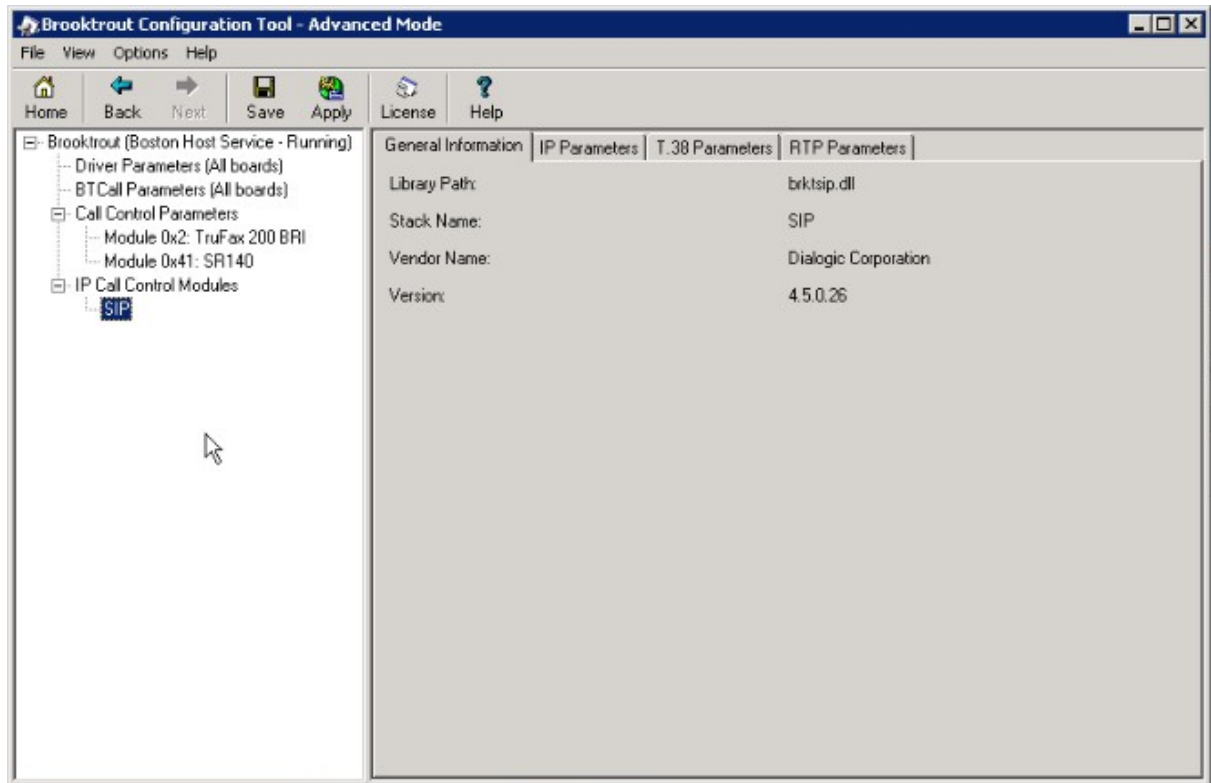 Brooktrout Configuration Tool - Advanced Mode
File View Options Help
Home Back Next Save Apply License Help
Brooktrout (Boston Host Service - Running)
Driver Parameters (All boards)
BTCall Parameters (All boards)
Call Control Parameters
Module 0x2: TruFax 200 BRI
Module 0x41: SR140
IP Call Control Modules
SIP
General Information IP Parameters T.38 Parameters RTP Parameters
Library Path: brktsip.dll
Stack Name: SIP
Vendor Name: Dialogic Corporation
Version: 4.5.0.26